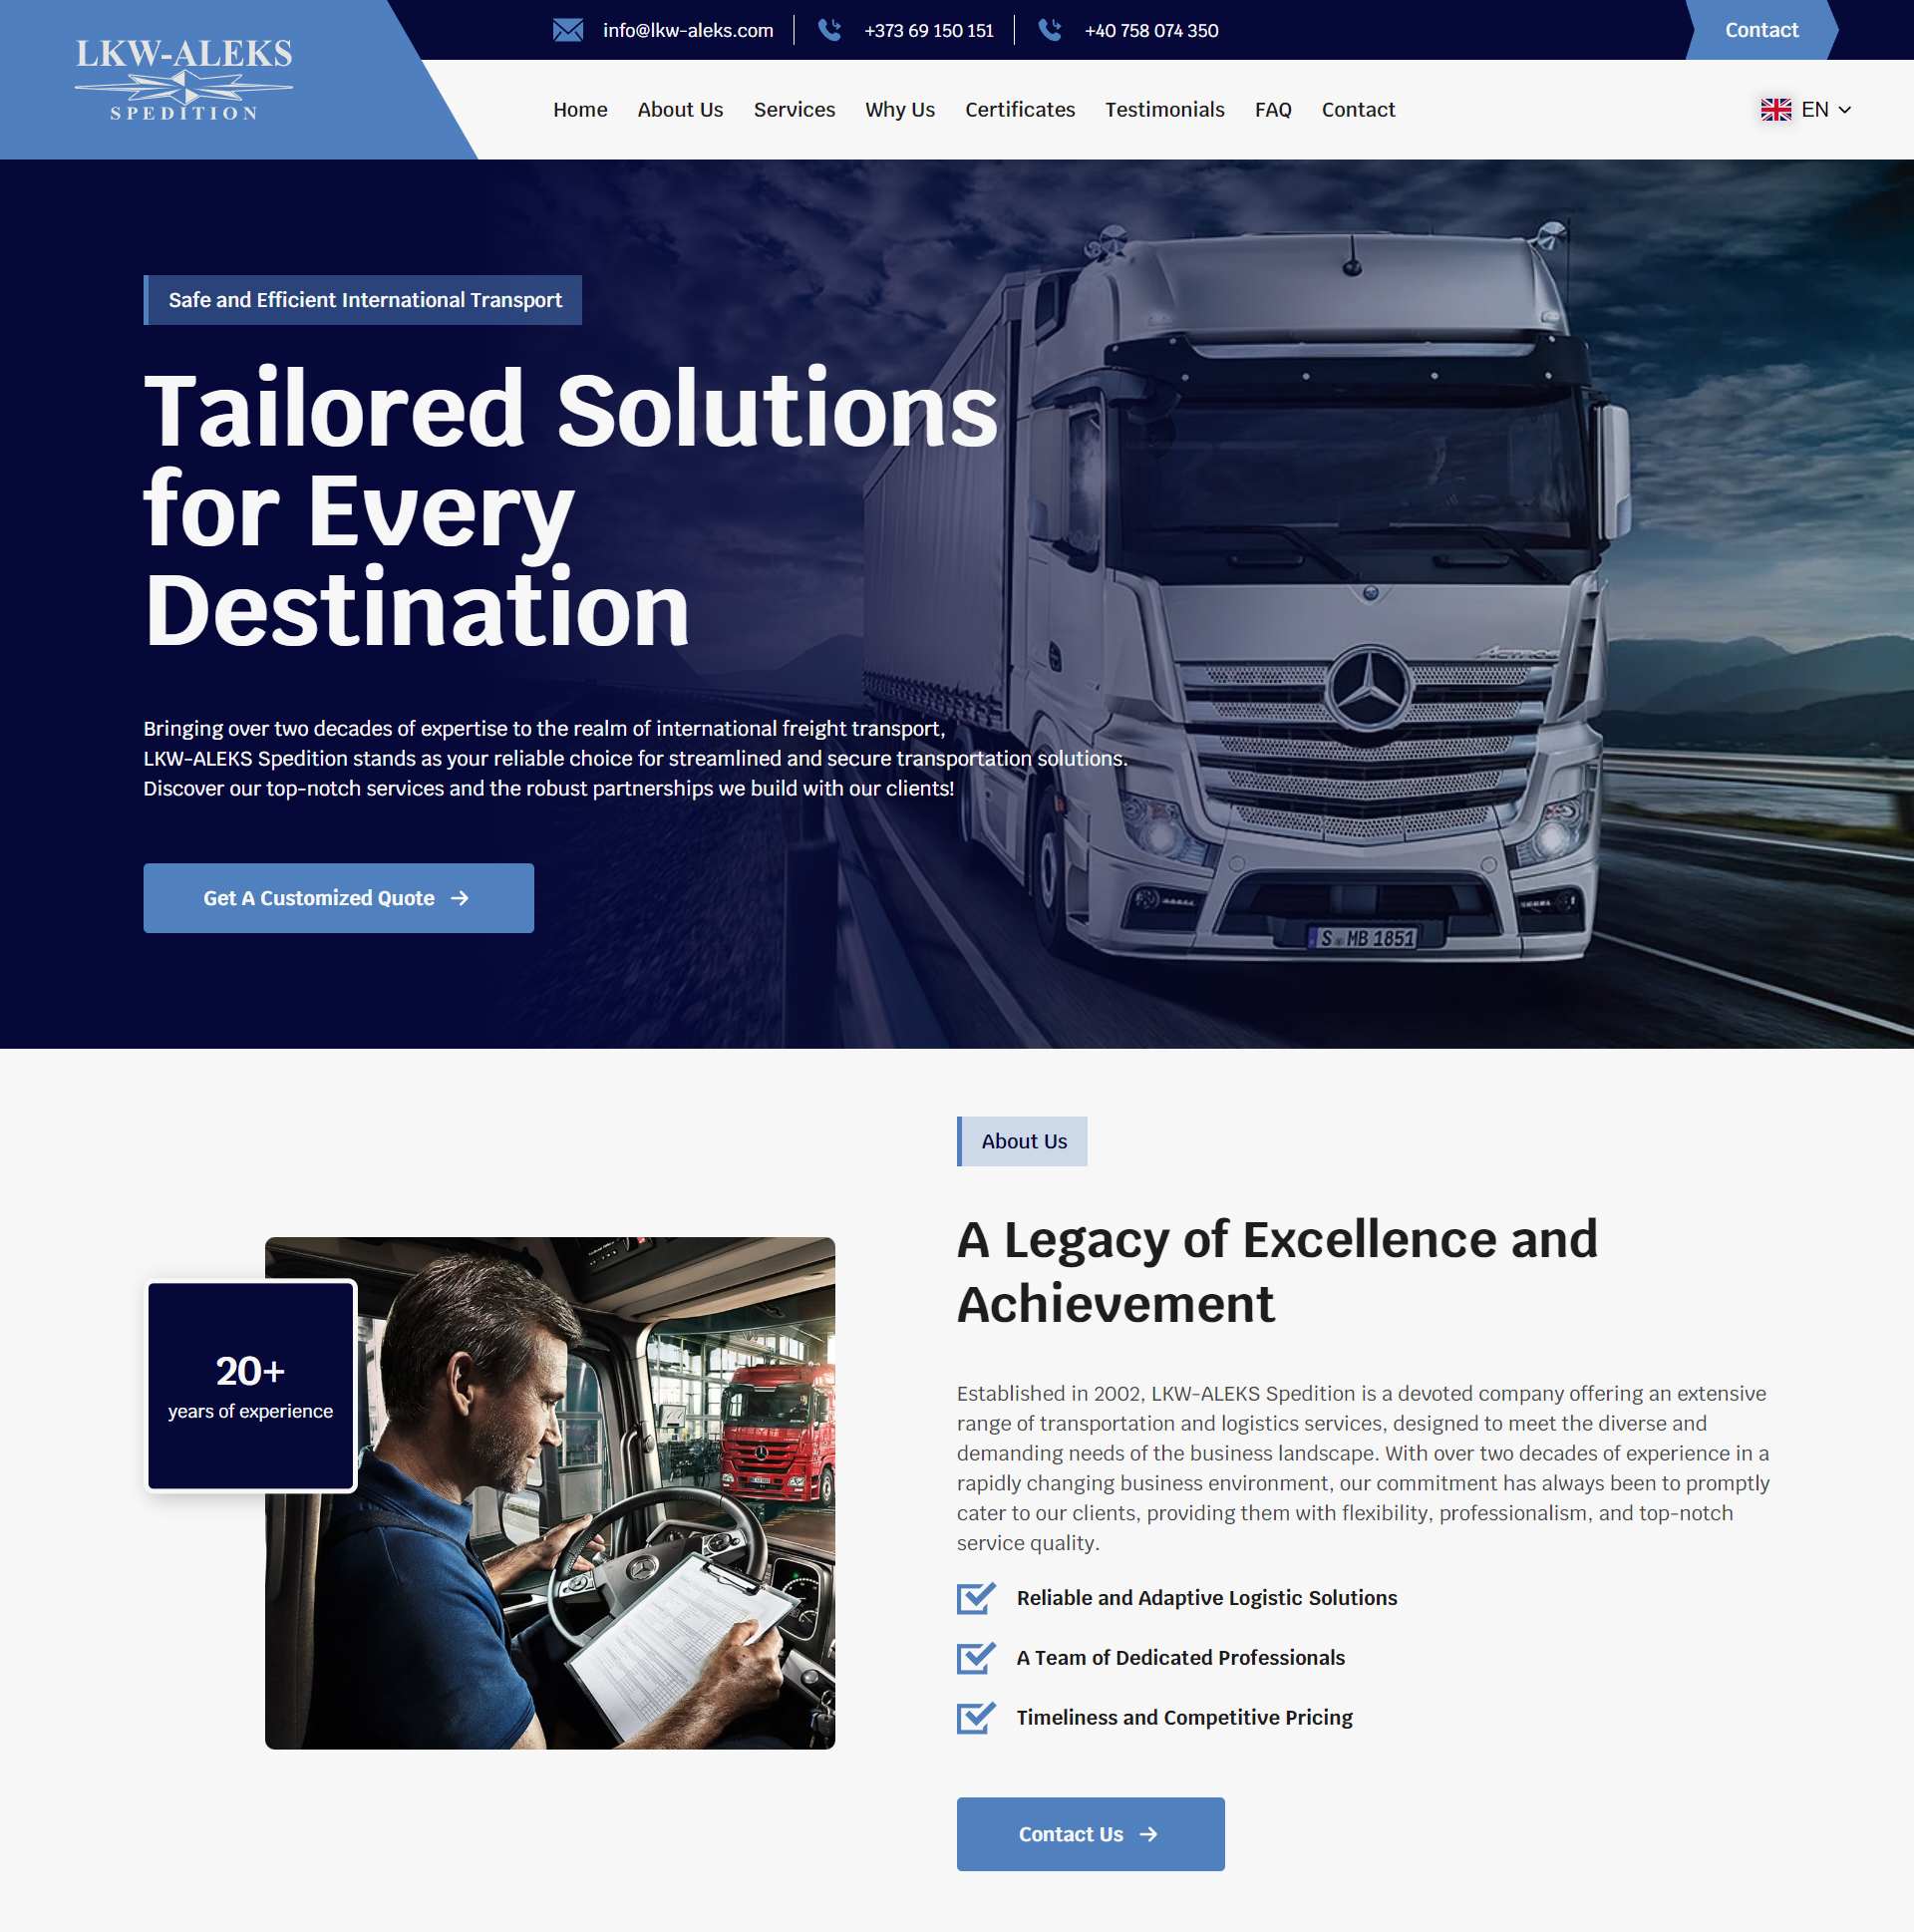 LKW-ALEKS
SPEDITION
info@lkw-aleks.com
+373 69 150 151
+40 758 074 350
Contact
Home
About Us
Services
Why Us
Certificates
Testimonials
FAQ
Contact
EN
Safe and Efficient International Transport
Tailored Solutions
for Every
Destination
Bringing over two decades of expertise to the realm of international freight transport,
LKW-ALEKS Spedition stands as your reliable choice for streamlined and secure transportation solutions.
Discover our top-notch services and the robust partnerships we build with our clients!
Get A Customized Quote
Actros
S MB 1851
About Us
A Legacy of Excellence and
Achievement
20+
years of experience
Established in 2002, LKW-ALEKS Spedition is a devoted company offering an extensive
range of transportation and logistics services, designed to meet the diverse and
demanding needs of the business landscape. With over two decades of experience in a
rapidly changing business environment, our commitment has always been to promptly
cater to our clients, providing them with flexibility, professionalism, and top-notch
service quality.
Reliable and Adaptive Logistic Solutions
A Team of Dedicated Professionals
Timeliness and Competitive Pricing
Contact Us